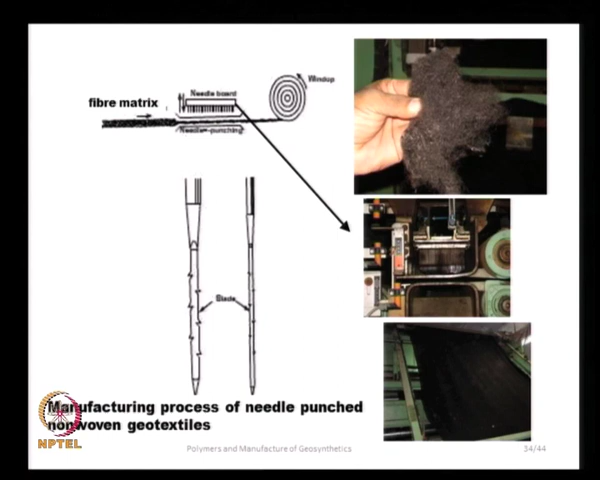 Windup
Needle board
fibre matrix
Needle-punching
Blade
Manufacturing process of needle punched
nonwoven geotextiles
NPTEL
Polymers and Manufacture of Geosynthetics
34/44